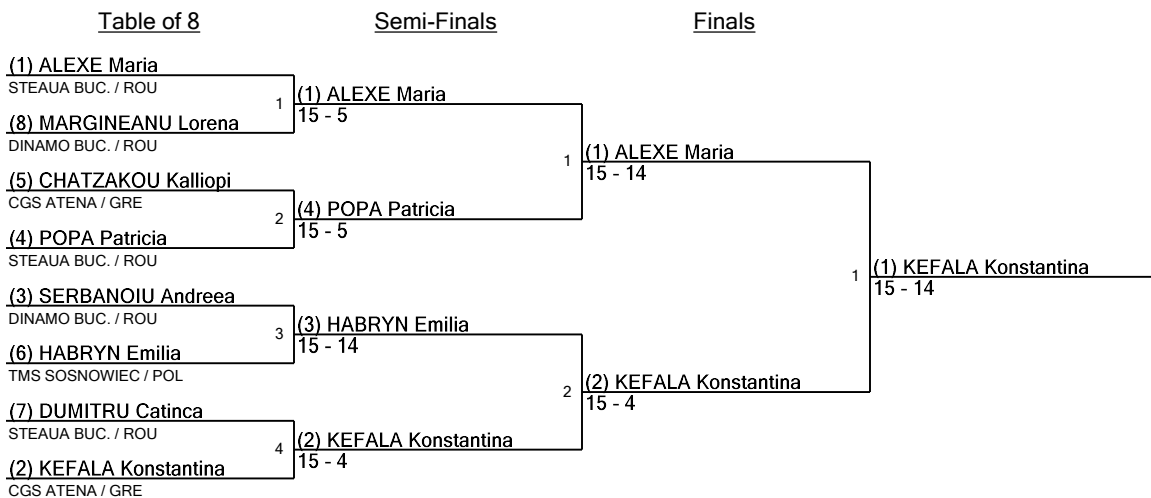 Table of 8
Semi-Finals
Finals
(1) ALEXE Maria
STEAUA BUC. / ROU
1
(8) MARGINEANU Lorena
DINAMO BUC. / ROU
(5) CHATZAKOU Kalliopi
CGS ATENA / GRE
2
(4) POPA Patricia
STEAUA BUC. / ROU
(3) SERBANOIU Andreea
DINAMO BUC. / ROU
3
(6) HABRYN Emilia
TMS SOSNOWIEC / POL
(7) DUMITRU Catinca
STEAUA BUC. / ROU
4
(2) KEFALA Konstantina
CGS ATENA / GRE
(1) ALEXE Maria
15 - 5
1
(4) POPA Patricia
15 - 5
(3) HABRYN Emilia
15 - 14
2
(2) KEFALA Konstantina
15 - 4
(1) ALEXE Maria
15 - 14
1
(2) KEFALA Konstantina
15 - 4
(1) KEFALA Konstantina
15 - 14